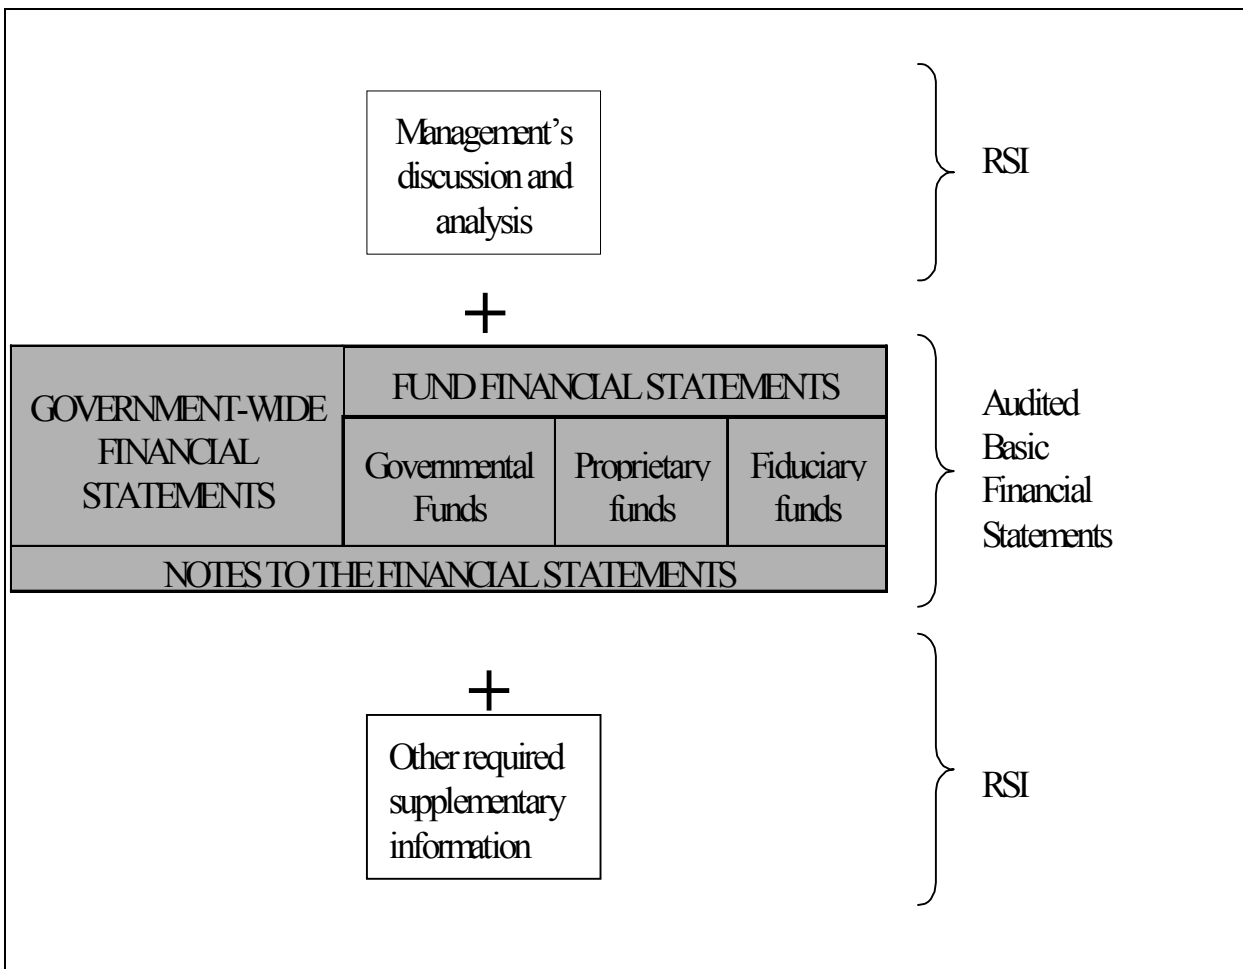 Management’s
discussion and
analysis
RSI
+
GOVERNMENT-WIDE
FINANCIAL
STATEMENTS
FUND FINANCIAL STATEMENTS
Governmental
Funds
Proprietary
funds
Fiduciary
funds
NOTES TO THE FINANCIAL STATEMENTS
Audited
Basic
Financial
Statements
+
Other required
supplementary
information
RSI